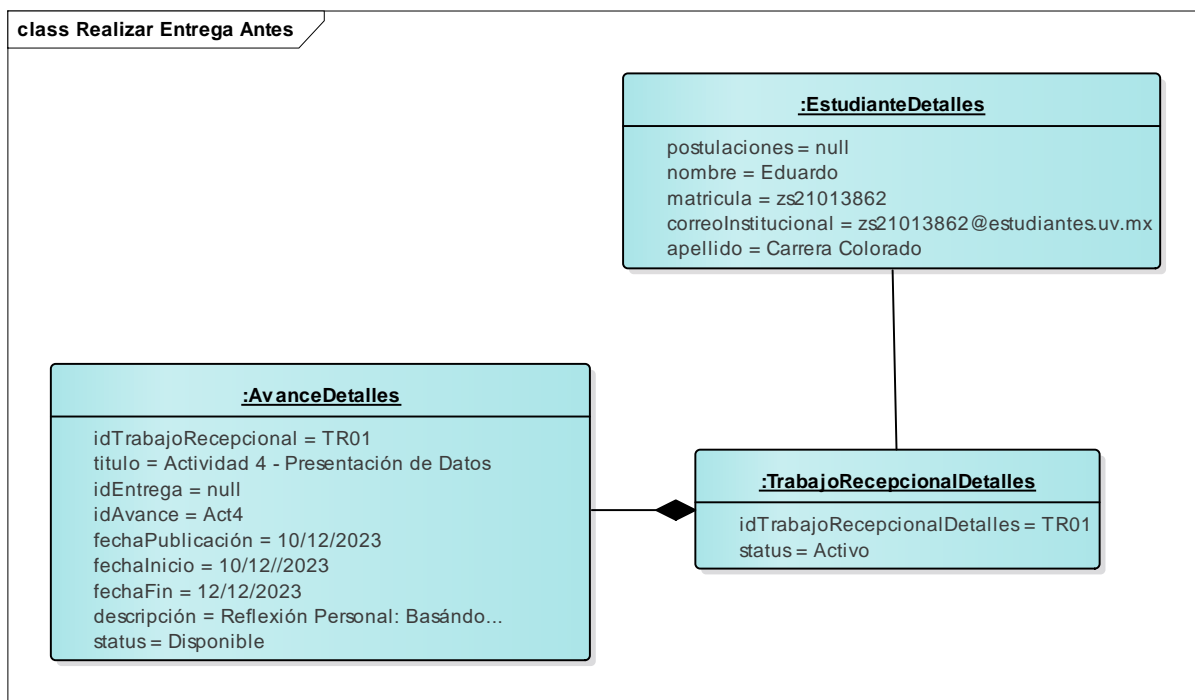 class Realizar Entrega Antes
:EstudianteDetalles
postulaciones = null
nombre = Eduardo
matricula = zs21013862
correoInstitucional = zs21013862@estudiantes.uv.mx
apellido = Carrera Colorado
:AvanceDetalles
idTrabajoRecepcional = TR01
titulo = Actividad 4 - Presentación de Datos
idEntrega = null
idAvance = Act4
fechaPublicación = 10/12/2023
fechaInicio = 10/12//2023
fechaFin = 12/12/2023
descripción = Reflexión Personal: Basándo...
status = Disponible
:TrabajoRecepcionalDetalles
idTrabajoRecepcionalDetalles = TR01
status = Activo